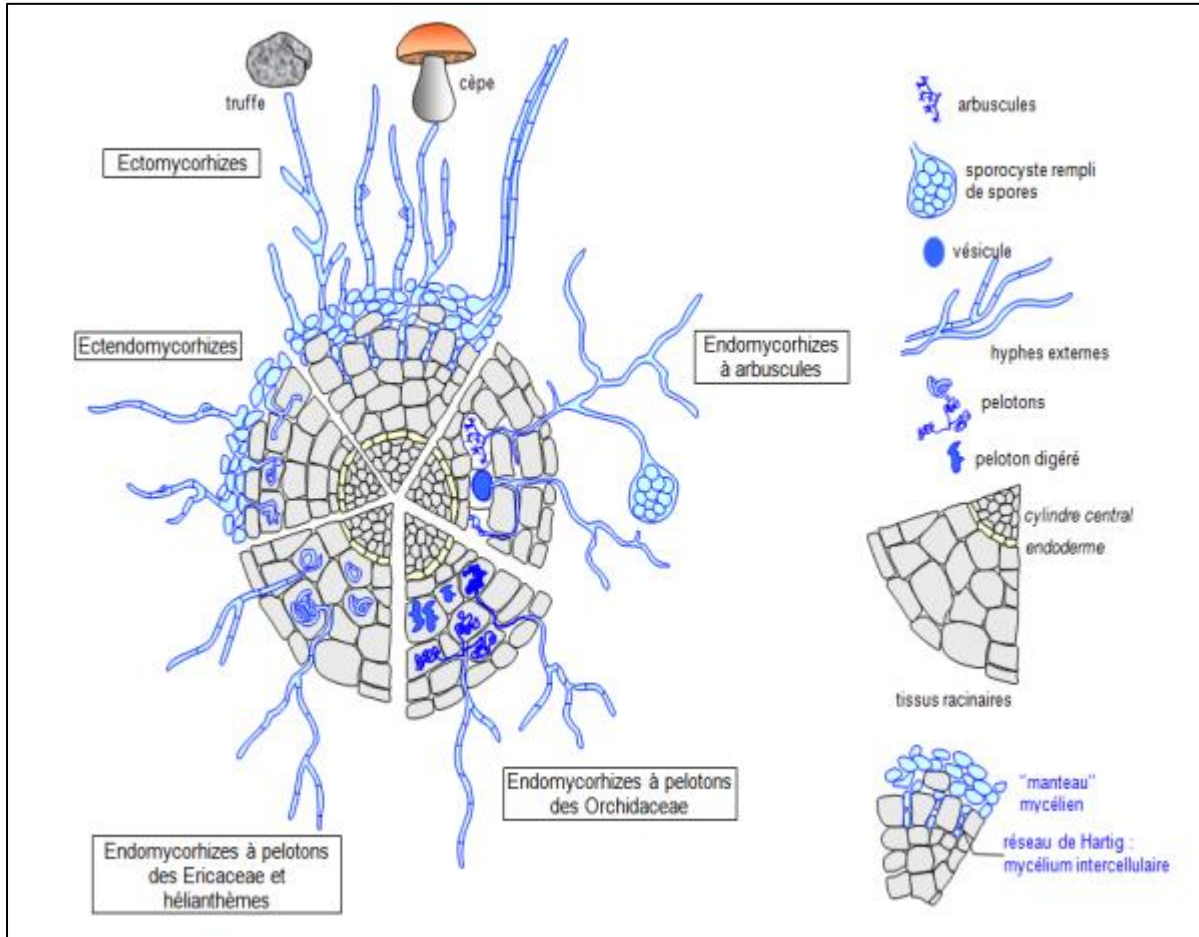 truffe
cèpe
Ectomycorhizes
Ectendomycorhizes
Endomycorhizes
à arbuscules
Endomycorhizes à pelotons
des Orchidaceae
Endomycorhizes à pelotons
des Ericaceae et
hélianthèmes
arbuscules
sporocyste rempli
de spores
vésicule
hyphes externes
pelotons
peloton digéré
cylindre central
endoderme
tissus racinaires
"manteau"
mycélien
réseau de Hartig :
mycélium intercellulaire